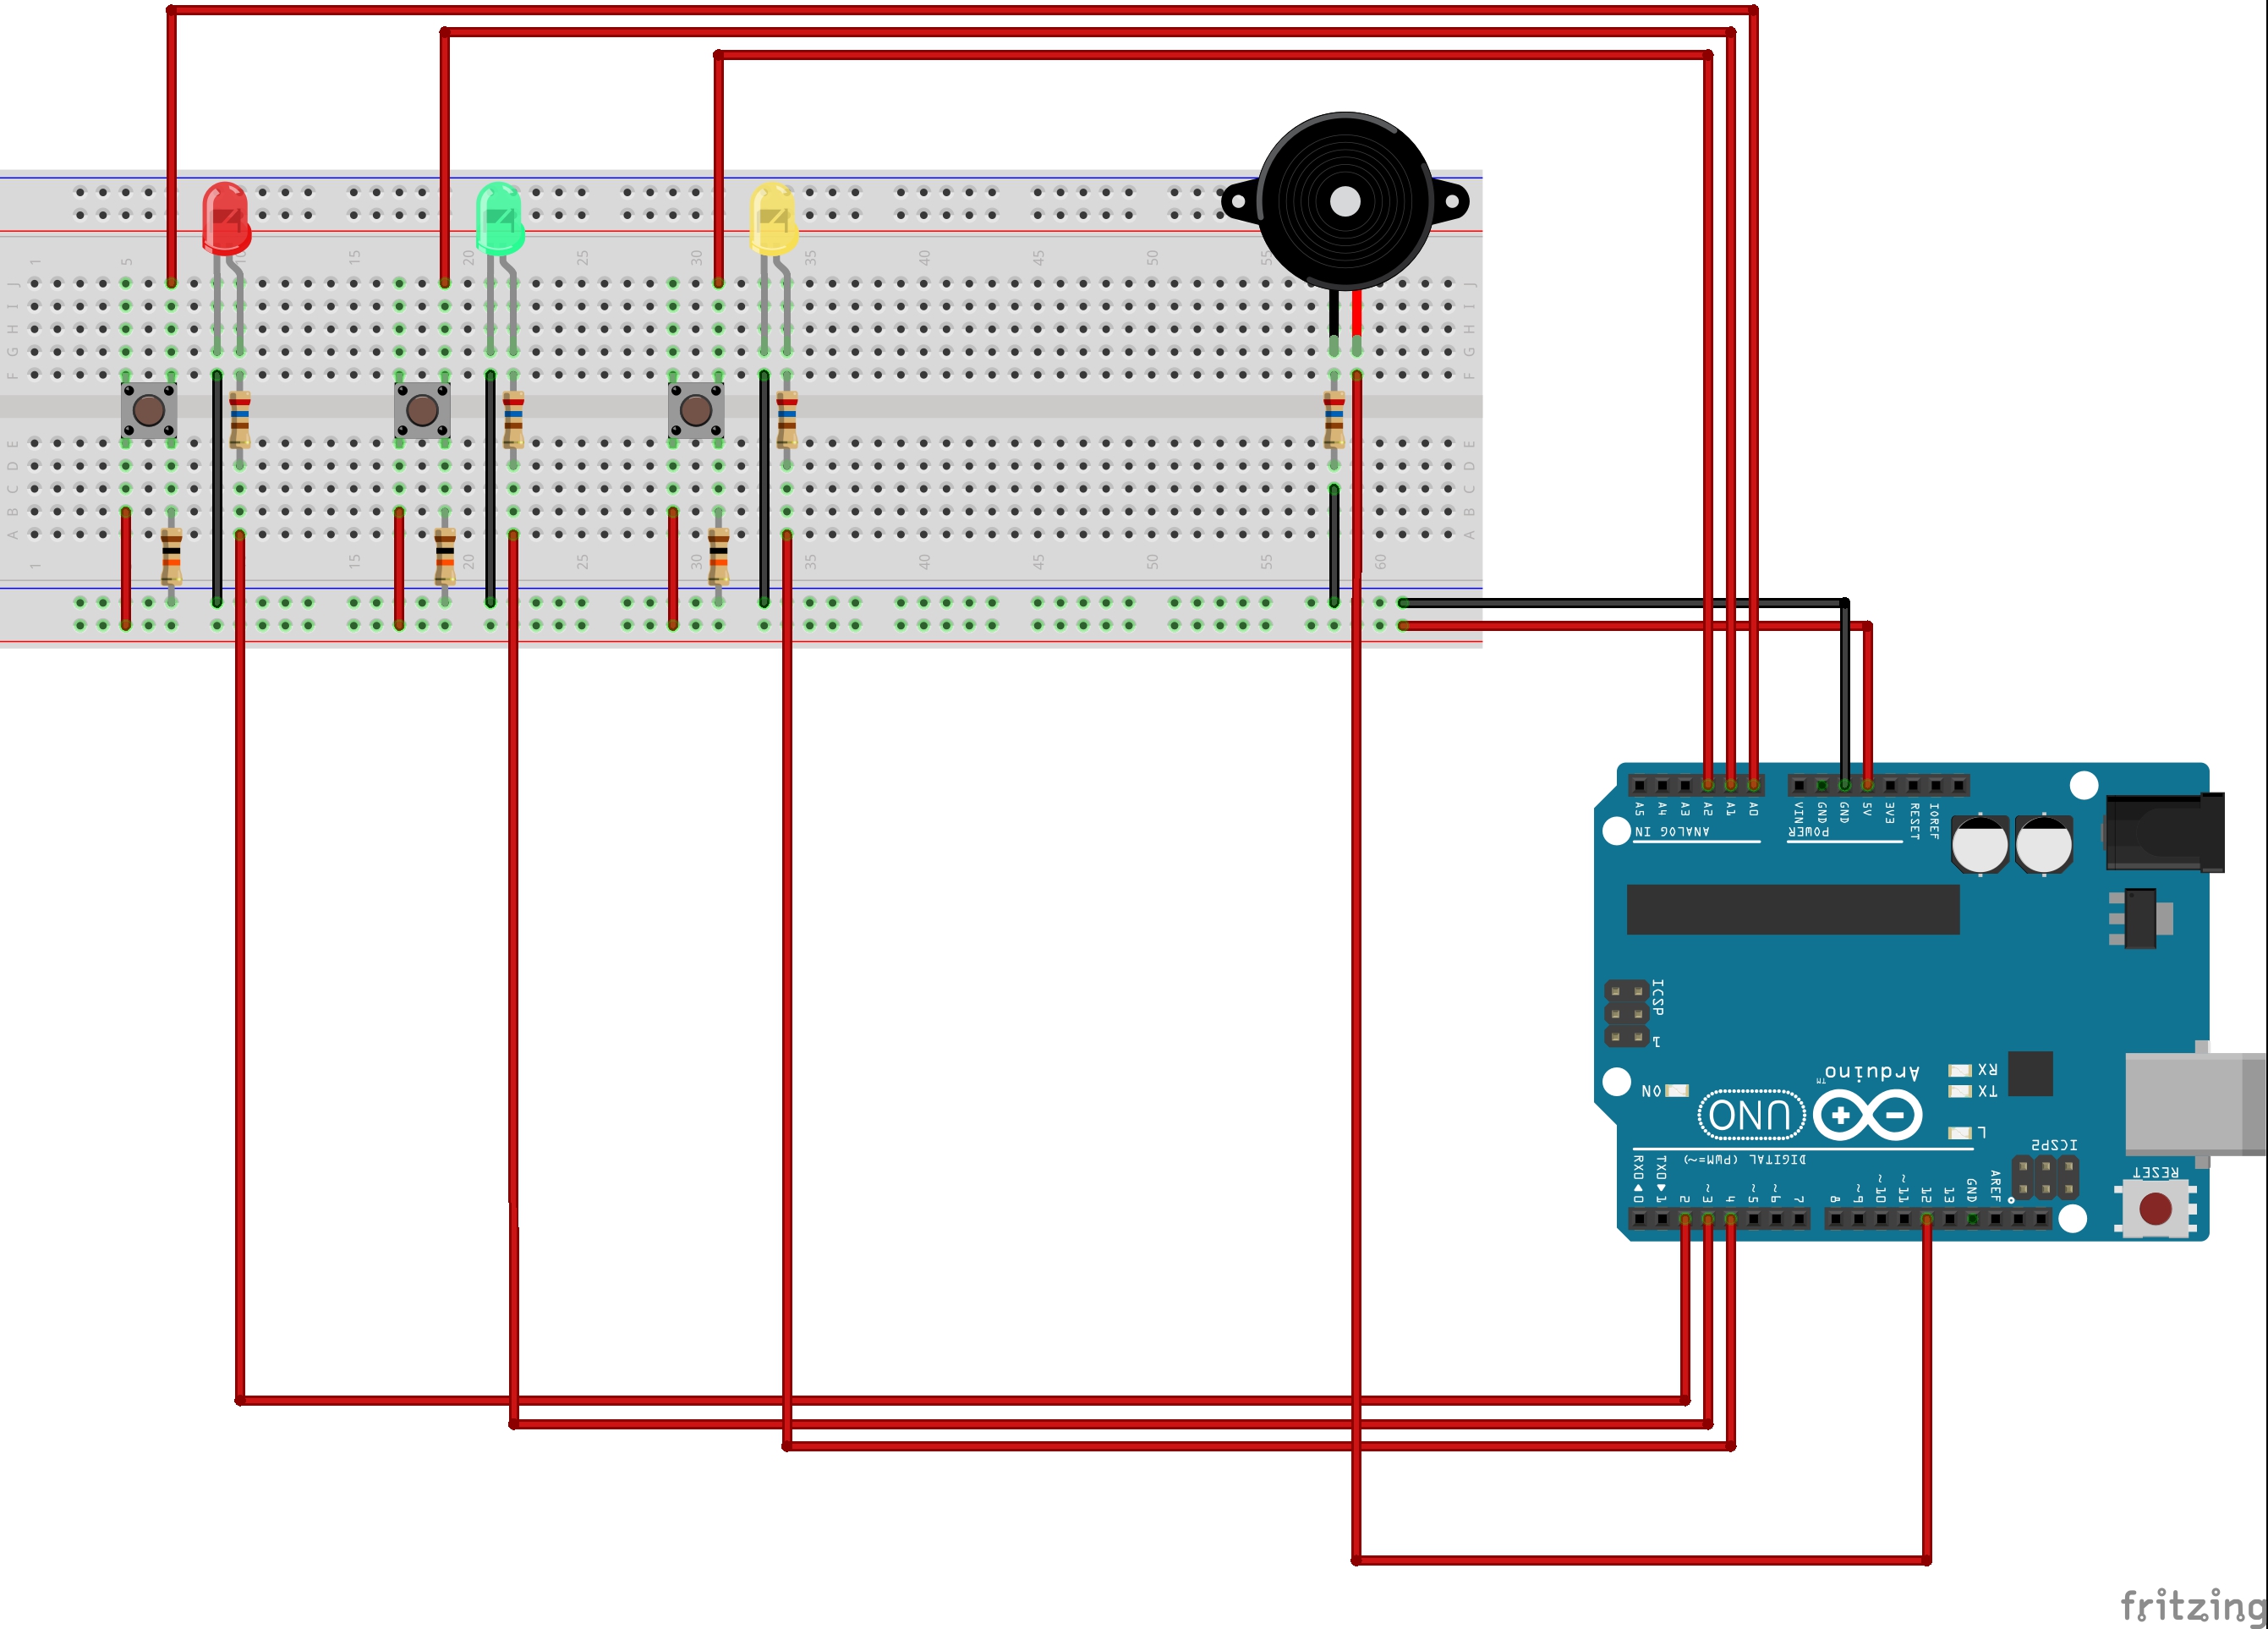 1 5 10 15 20 25 30 35 40 45 50 55
J J
I I
H H
G G
F F
E E
D D
C C
B B
A A
1 15 20 25 30 35 40 45 50 55 60
A5 A4 A3 A2 A1 A0 VIN GND GND 5V 3V3 RESET IOREF
ANALOG IN POWER
ICSP
1
Arduino™ RX
ON UNO TX
L
ICSP2
DIGITAL (PWM=~)
RESET
RX0 0 TX0 1 2 ~3 4 ~5 ~6 7 8 ~9 ~10 ~11 12 13 GND AREF
fritzing